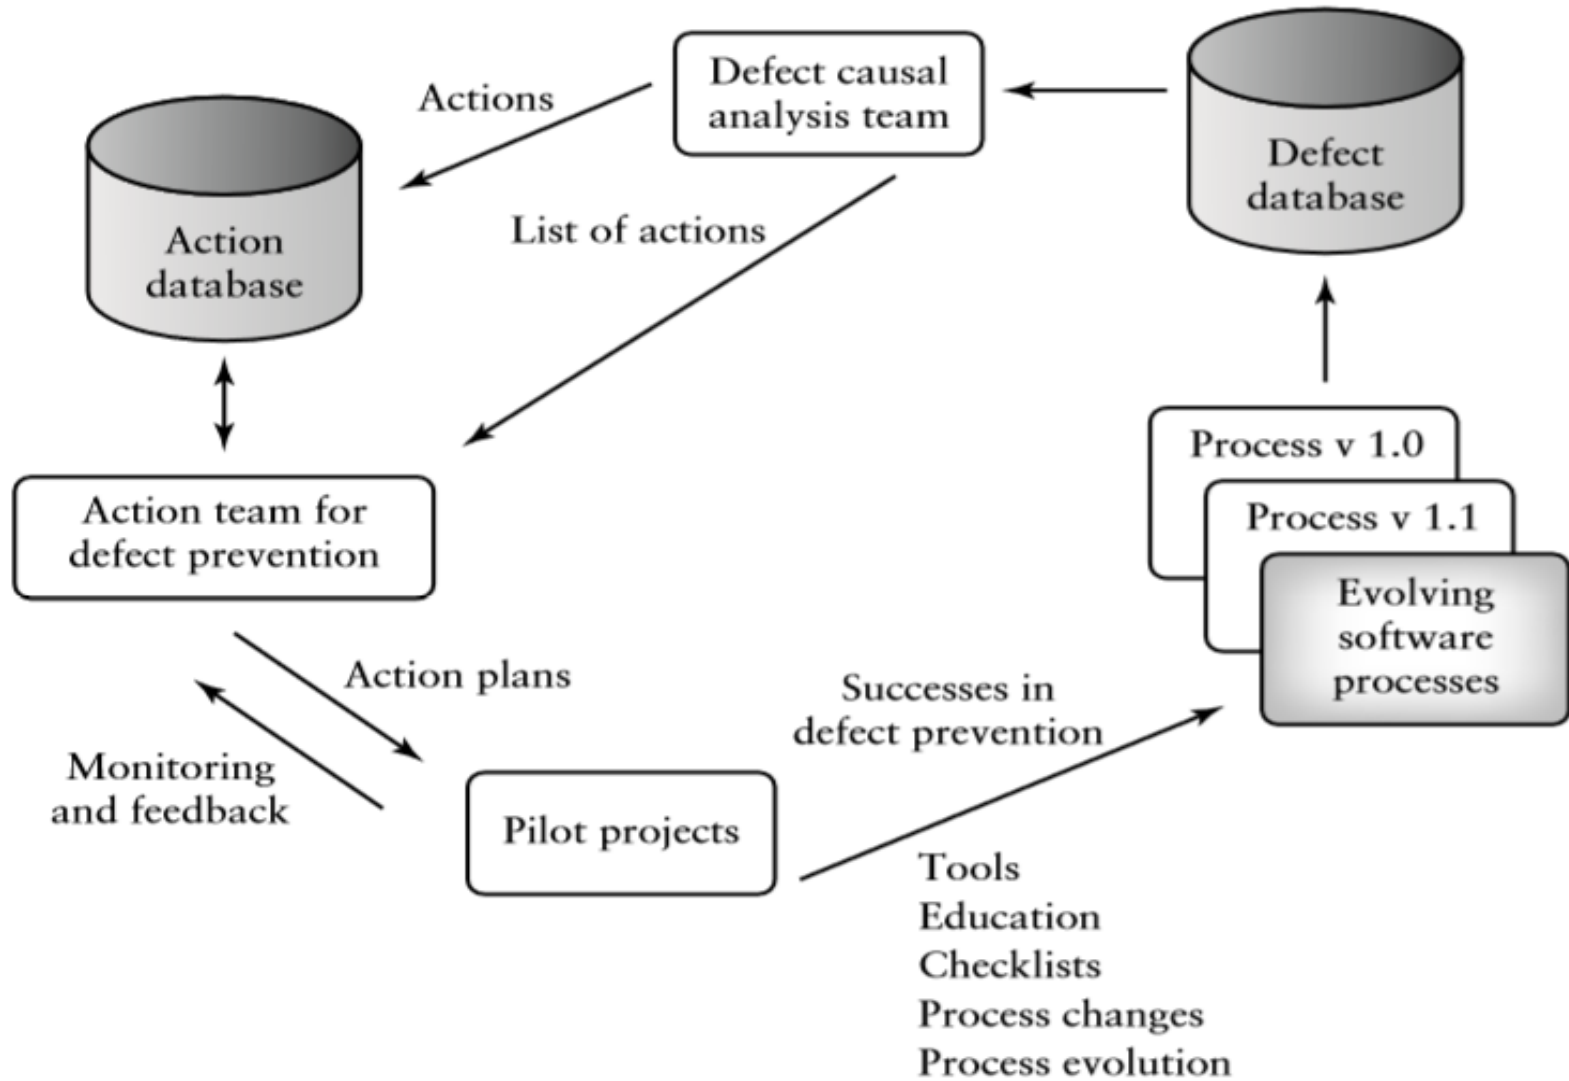 Defect causal
analysis team
Actions
Defect
database
Action
database
List of actions
Process v 1.0
Process v 1.1
Evolving
software
processes
Action team for
defect prevention
Action plans
Monitoring
and feedback
Successes in
defect prevention
Pilot projects
Tools
Education
Checklists
Process changes
Process evolution